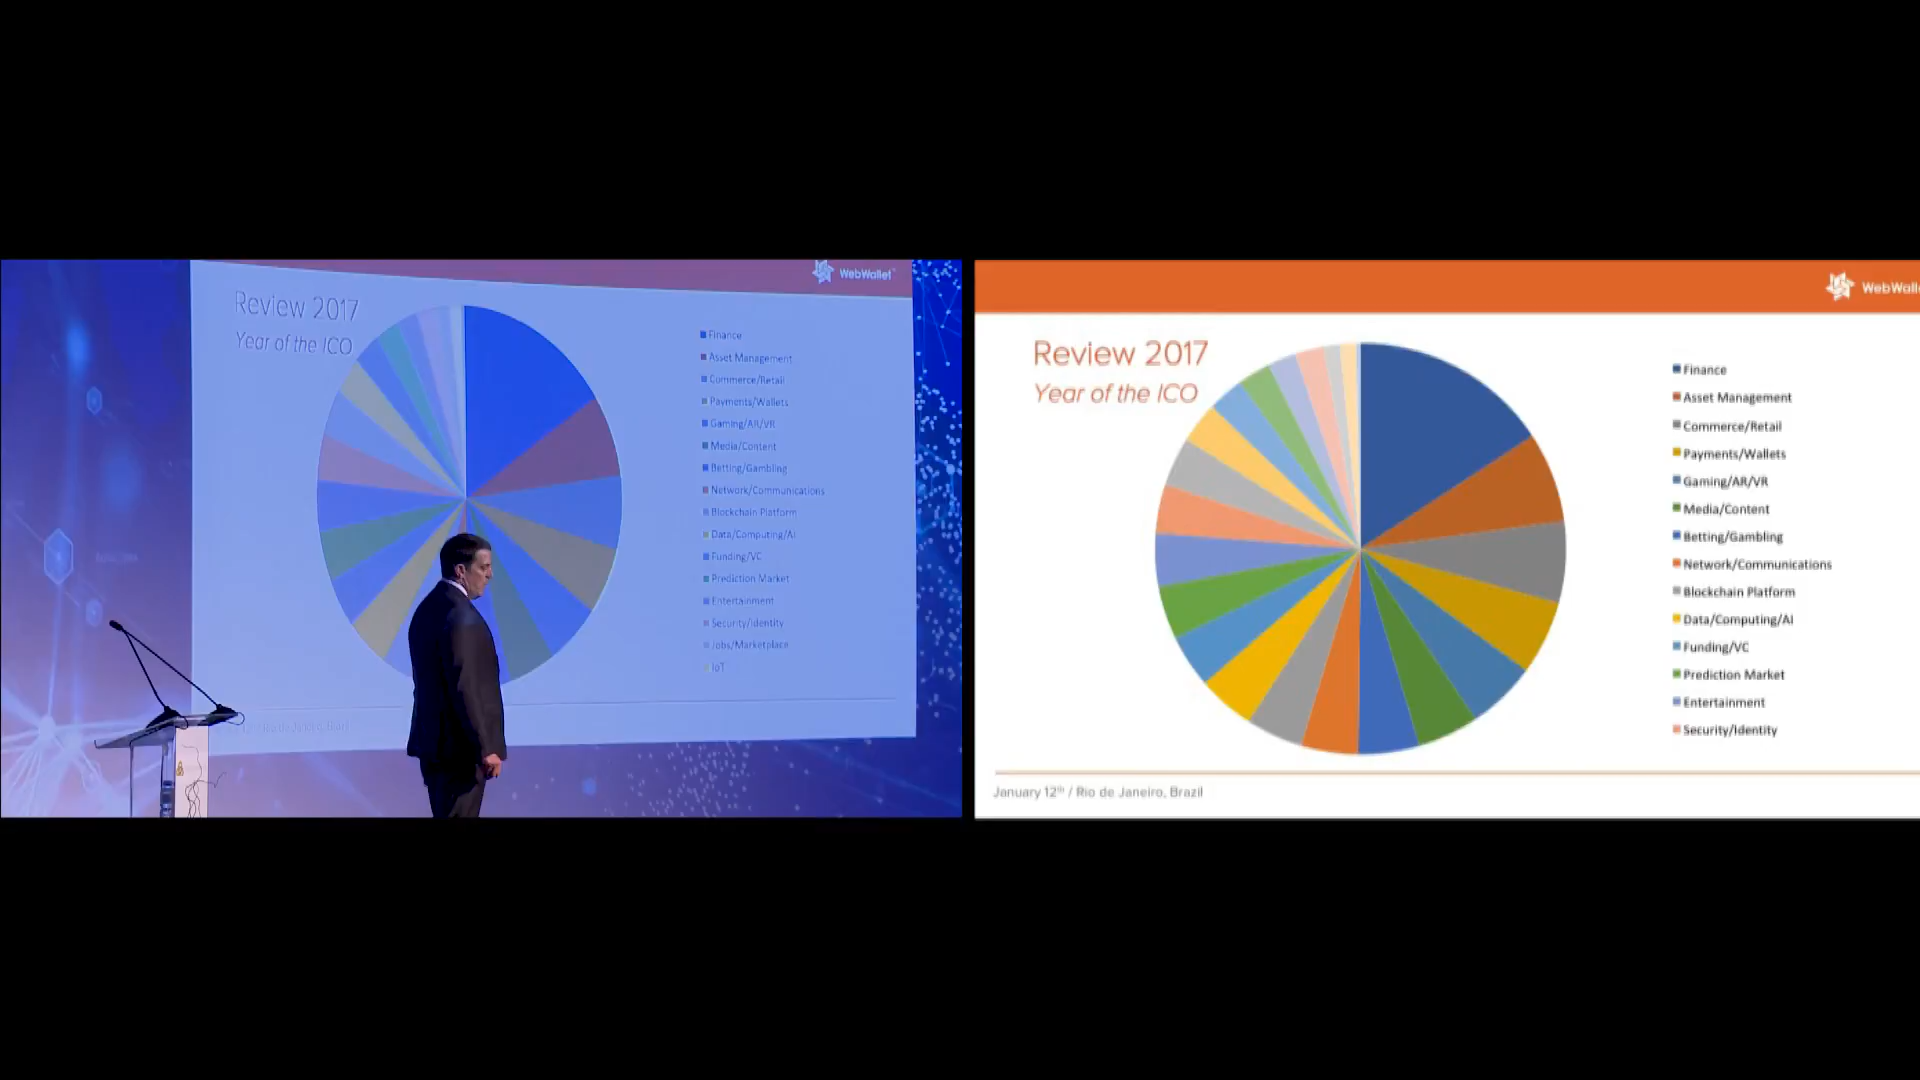 WebWallet
Review 2017
Year of the ICO
Finance
Asset Management
Commerce/Retail
Payments/Wallets
Gaming/AR/VR
Media/Content
Betting/Gambling
Network/Communications
Blockchain Platform
Data/Computing/AI
Funding/VC
Prediction Market
Entertainment
Security/Identity
Jobs/Marketplace
IoT
WebWalle
Review 2017
Year of the ICO
Finance
Asset Management
Commerce/Retail
Payments/Wallets
Gaming/AR/VR
Media/Content
Betting/Gambling
Network/Communications
Blockchain Platform
Data/Computing/AI
Funding/VC
Prediction Market
Entertainment
Security/Identity
January 12th / Rio de Janeiro, Brazil